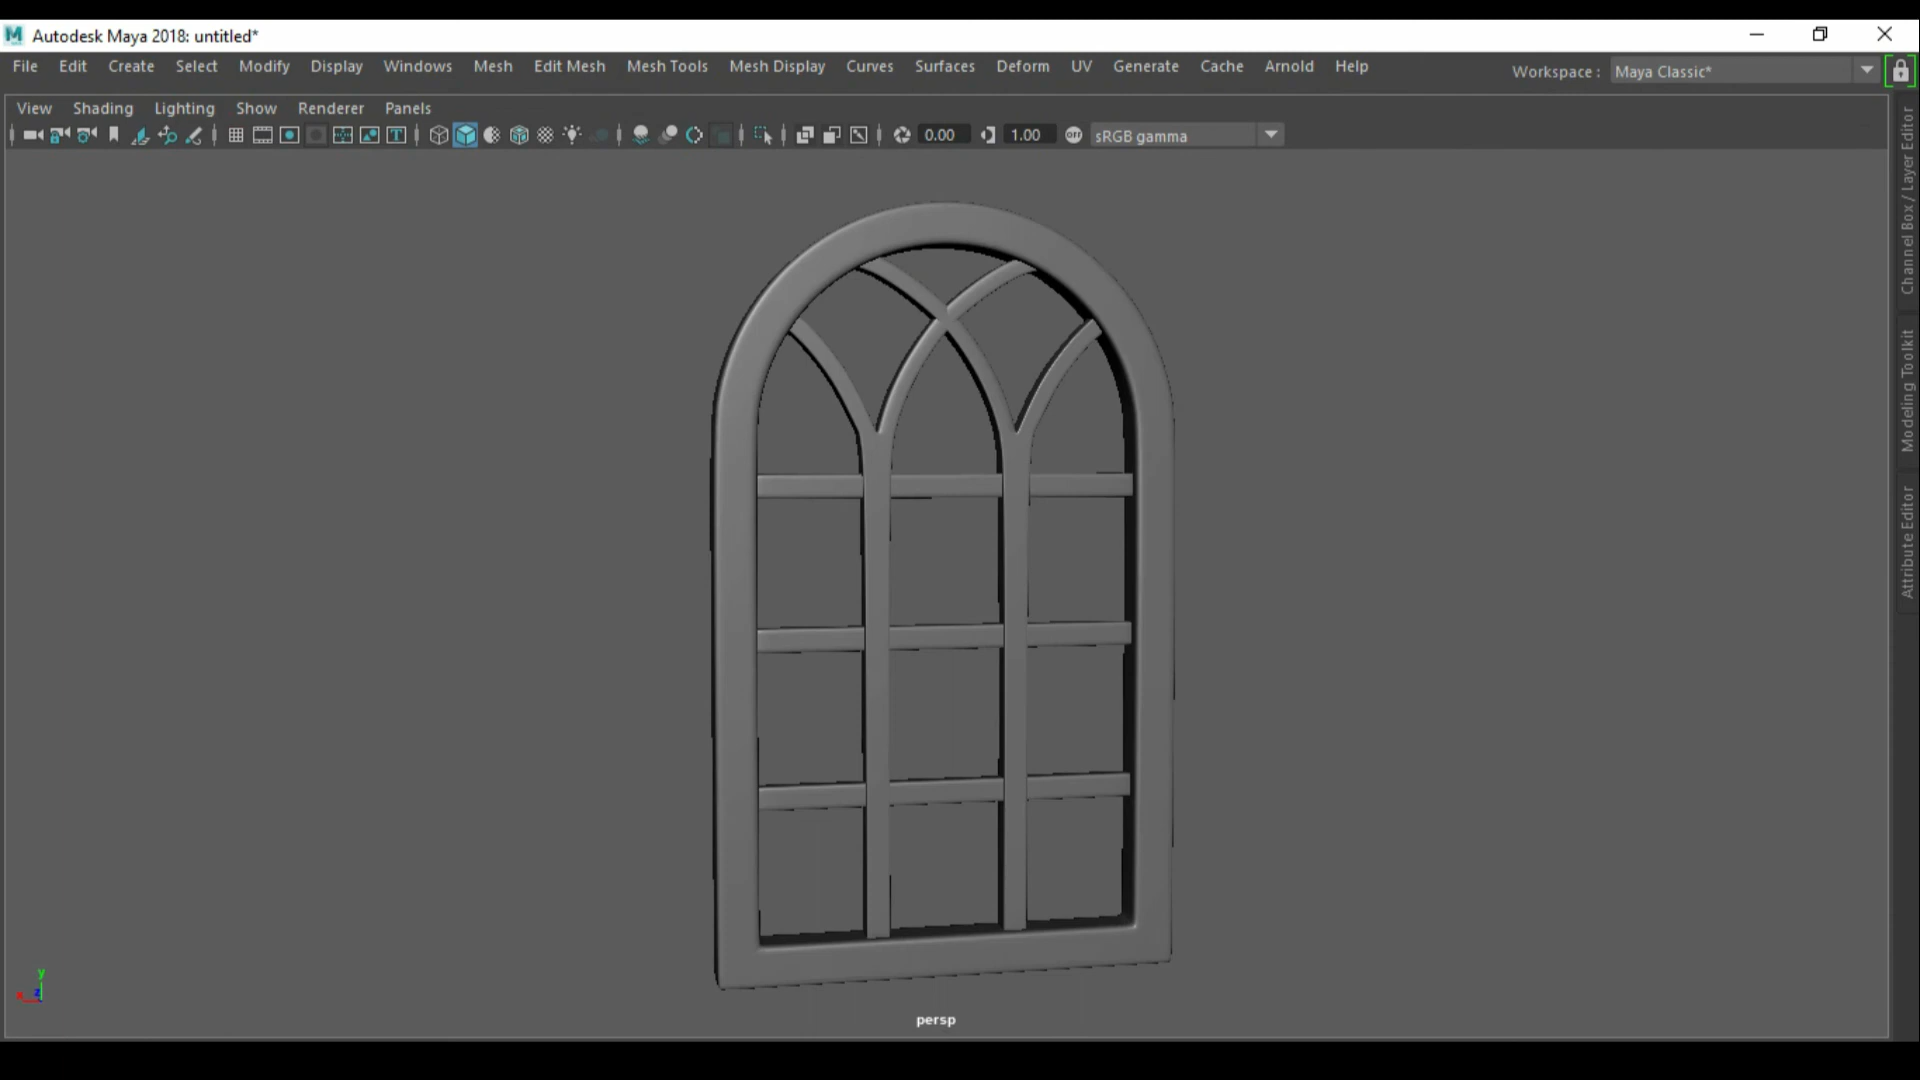 Autodesk Maya 2018: untitled*
File Edit Create Select Modify Display Windows Mesh Edit Mesh Mesh Tools Mesh Display Curves Surfaces Deform UV Generate Cache Arnold Help
Workspace : Maya Classic*
View Shading Lighting Show Renderer Panels
0.00 1.00 OFF sRGB gamma
Channel Box / Layer Editor
Modeling Toolkit
Attribute Editor
y
x z
persp